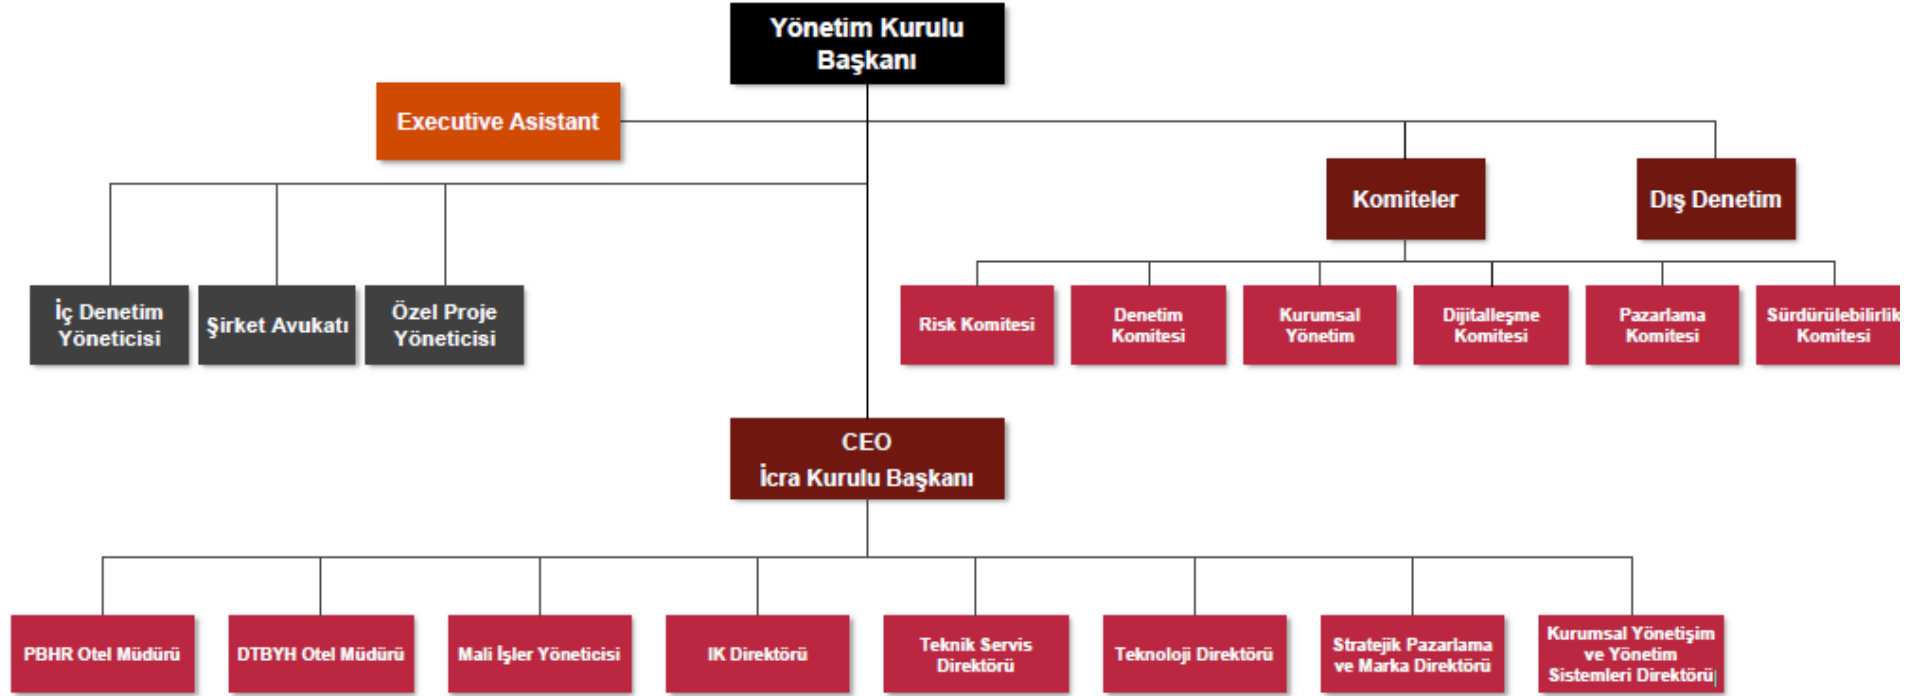 Yönetim Kurulu
Başkanı
Executive Asistant
Komiteler
Dış Denetim
İç Denetim
Yöneticisi
Şirket Avukatı
Özel Proje
Yöneticisi
Risk Komitesi
Denetim
Komitesi
Kurumsal
Yönetim
Dijitalleşme
Komitesi
Pazarlama
Komitesi
Sürdürülebilirlik
Komitesi
CEO
İcra Kurulu Başkanı
PBHR Otel Müdürü
DTBYH Otel Müdürü
Mali İşler Yöneticisi
IK Direktörü
Teknik Servis
Direktörü
Teknoloji Direktörü
Stratejik Pazarlama
ve Marka Direktörü
Kurumsal Yönetişim
ve Yönetim
Sistemleri Direktörü